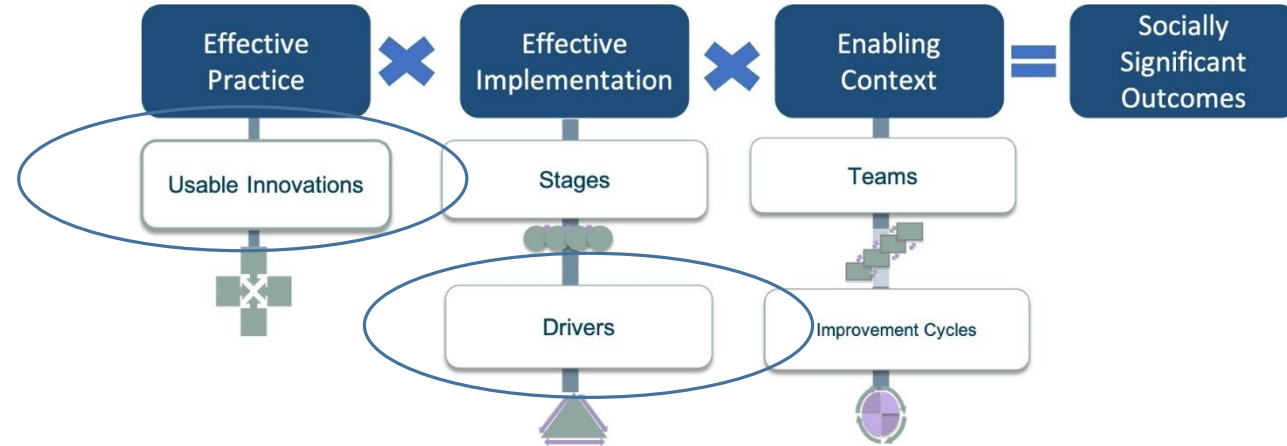 Effective
Practice
Effective
Implementation
Enabling
Context
Socially
Significant
Outcomes
Usable Innovations
Stages
Teams
Drivers
Improvement Cycles